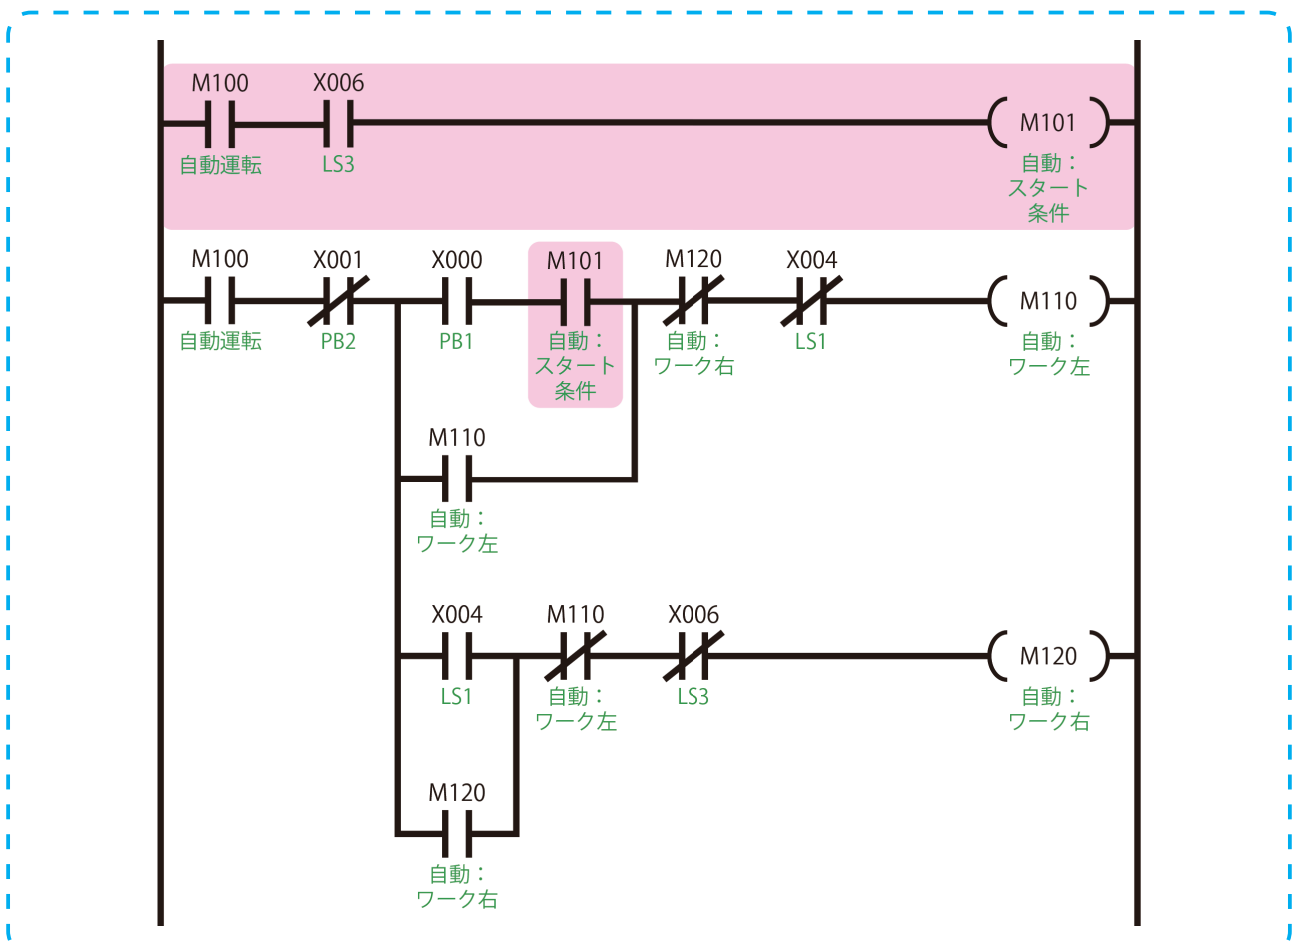 M100 X006 M101
自動運転 LS3 自動：
スタート
条件
M100 X001 X000 M101 M120 X004 M110
自動運転 PB2 PB1 自動： 自動： LS1 自動：
スタート ワーク右 ワーク左
条件
M110
自動：
ワーク左
X004 M110 X006 M120
LS1 自動： LS3 自動：
ワーク左 ワーク右
M120
自動：
ワーク右